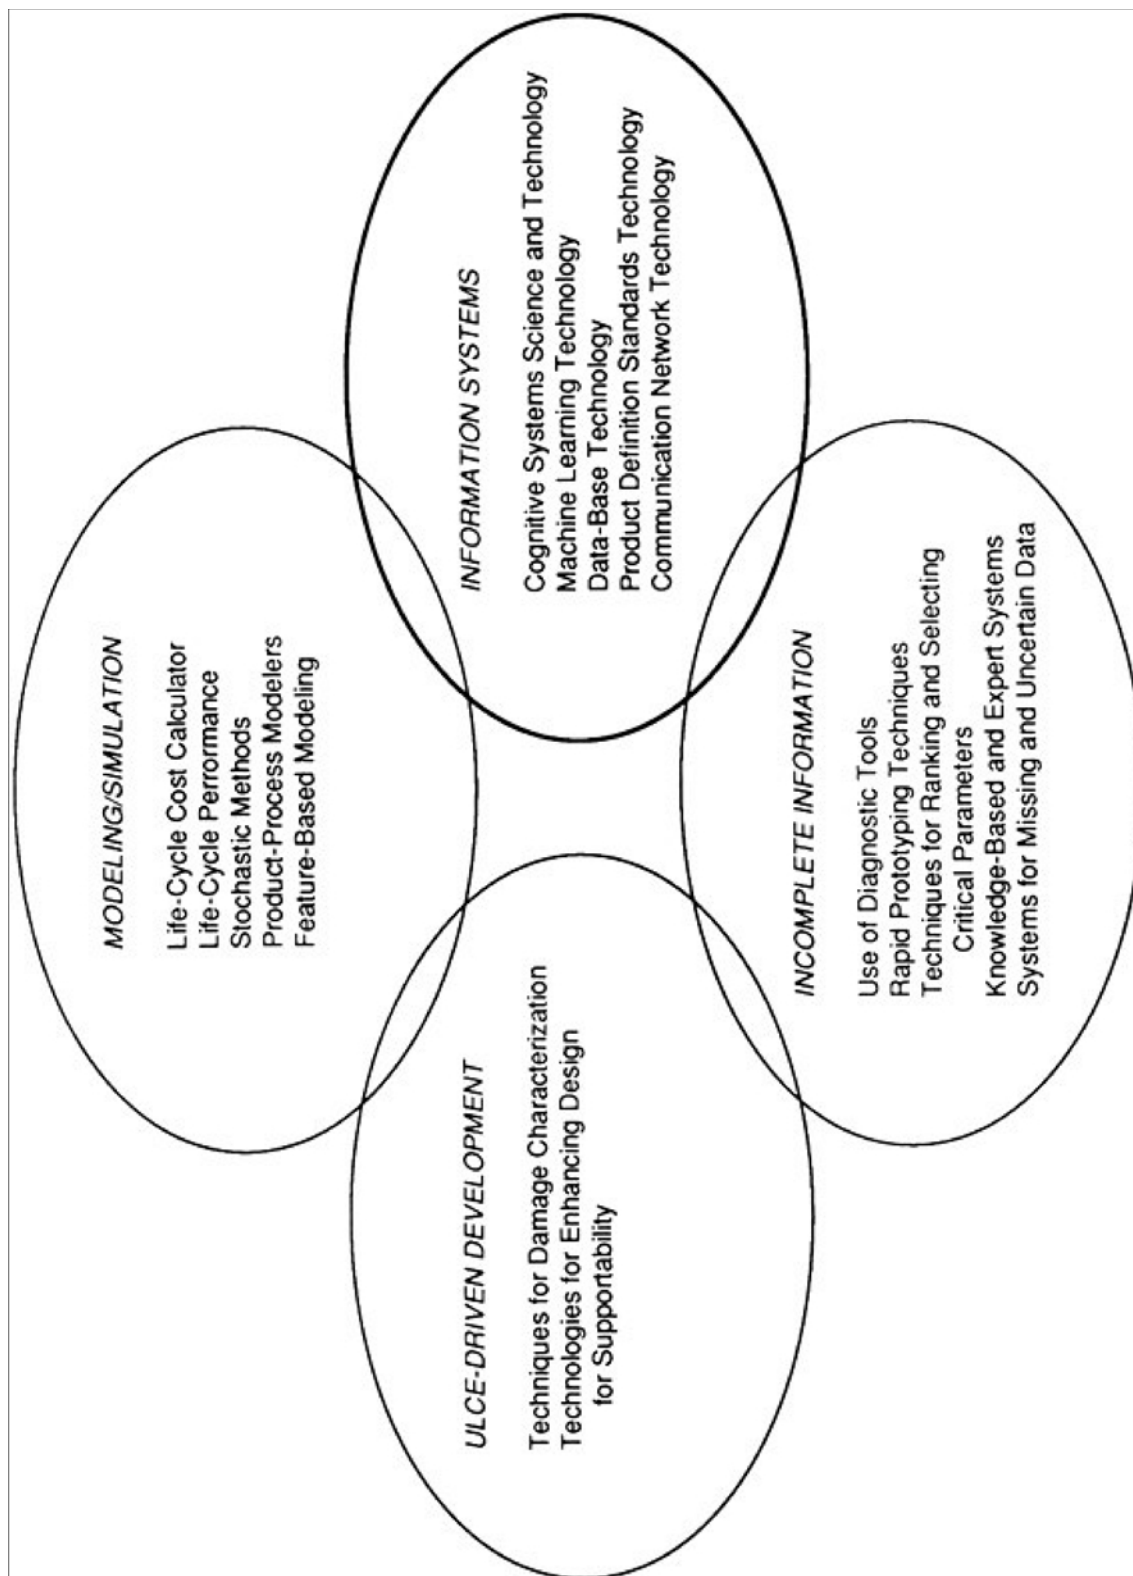 MODELING/SIMULATION
Life-Cycle Cost Calculator
Life-Cycle Perrormance
Stochastic Methods
Product-Process Modelers
Feature-Based Modeling
ULCE-DRIVEN DEVELOPMENT
Techniques for Damage Characterization
Technologies for Enhancing Design
for Supportability
INFORMATION SYSTEMS
Cognitive Systems Science and Technology
Machine Learning Technology
Data-Base Technology
Product Definition Standards Technology
Communication Network Technology
INCOMPLETE INFORMATION
Use of Diagnostic Tools
Rapid Prototyping Techniques
Techniques for Ranking and Selecting
Critical Parameters
Knowledge-Based and Expert Systems
Systems for Missing and Uncertain Data